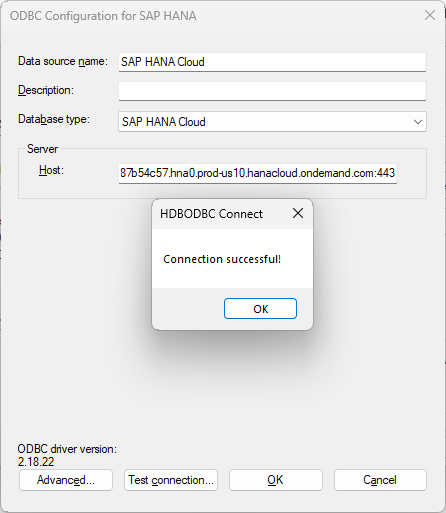 ODBC Configuration for SAP HANA
Data source name: SAP HANA Cloud
Description:
Database type: SAP HANA Cloud
Server
Host: 87b54c57.hna0.prod-us10.hanacloud.ondemand.com:443
HDBODBC Connect
Connection successful!
OK
ODBC driver version:
2.18.22
Advanced... Test connection... OK Cancel